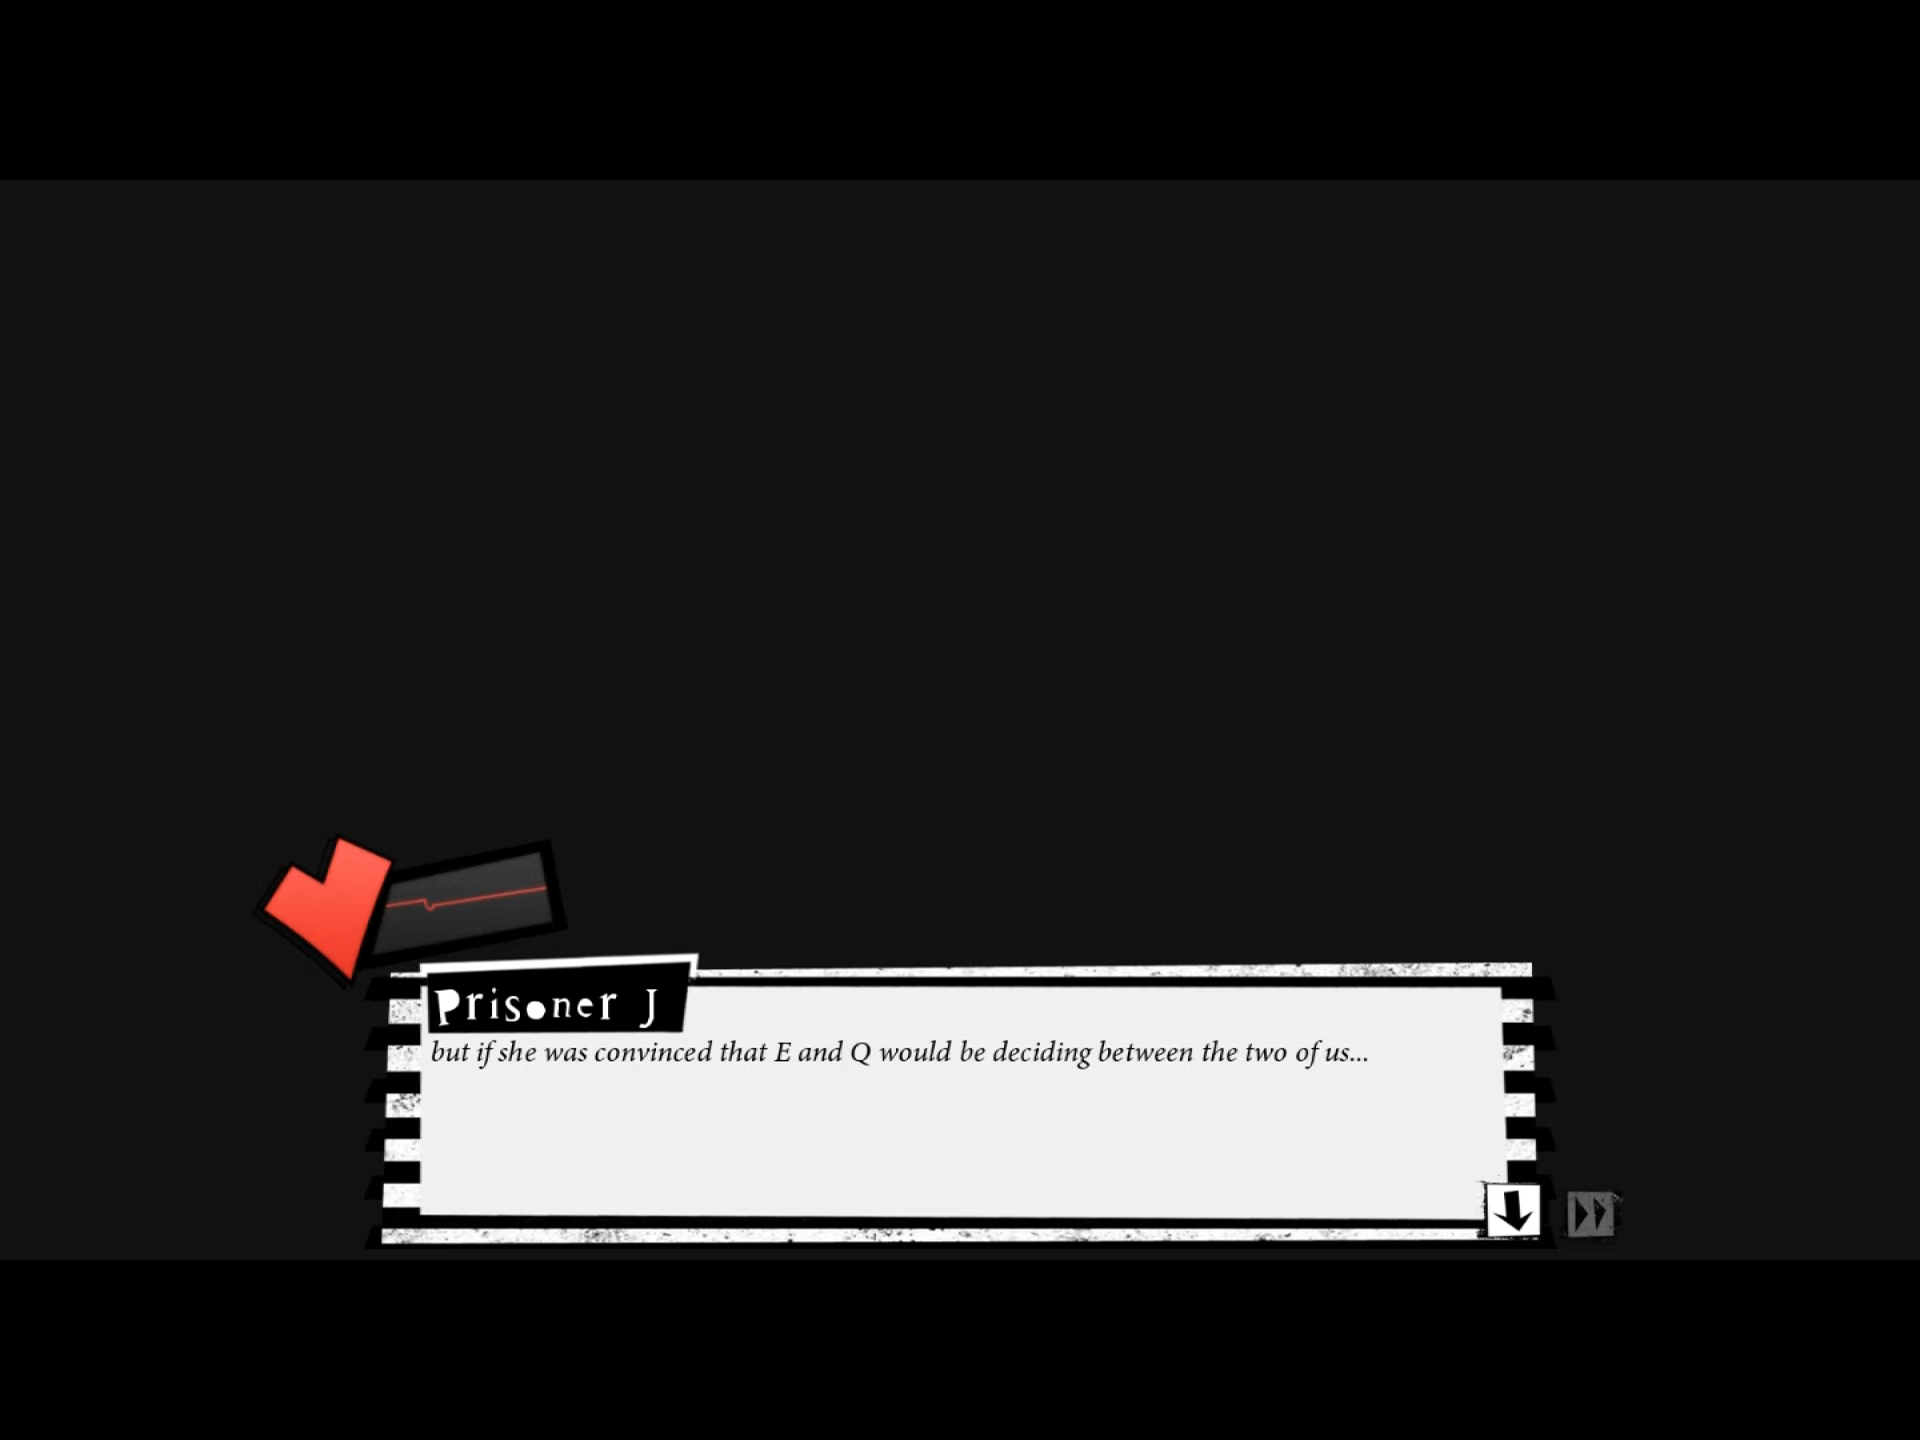 Prisoner J
but if she was convinced that E and Q would be deciding between the two of us...